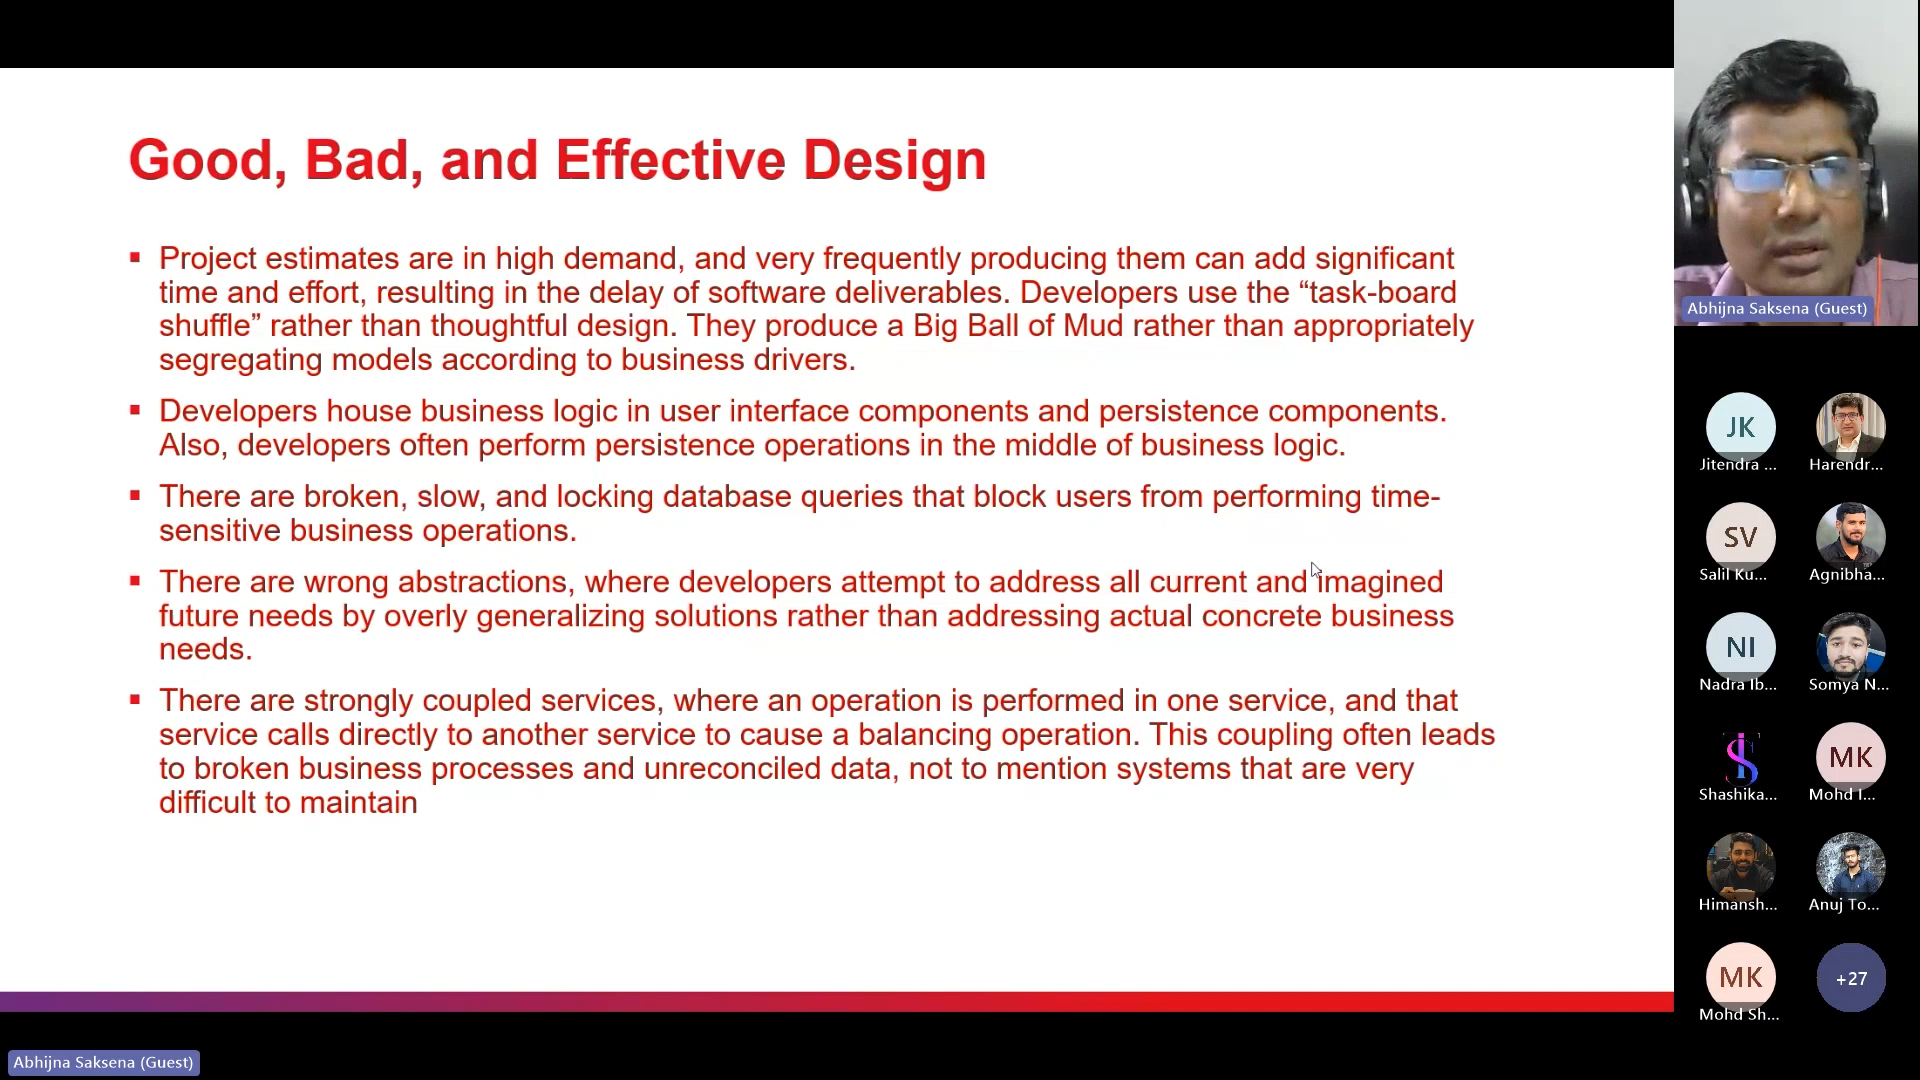 Good, Bad, and Effective Design
Project estimates are in high demand, and very frequently producing them can add significant
time and effort, resulting in the delay of software deliverables. Developers use the “task-board
shuffle” rather than thoughtful design. They produce a Big Ball of Mud rather than appropriately
segregating models according to business drivers.
Developers house business logic in user interface components and persistence components.
Also, developers often perform persistence operations in the middle of business logic.
There are broken, slow, and locking database queries that block users from performing time-
sensitive business operations.
There are wrong abstractions, where developers attempt to address all current and imagined
future needs by overly generalizing solutions rather than addressing actual concrete business
needs.
There are strongly coupled services, where an operation is performed in one service, and that
service calls directly to another service to cause a balancing operation. This coupling often leads
to broken business processes and unreconciled data, not to mention systems that are very
difficult to maintain
Abhijna Saksena (Guest)
JK
Jitendra ...
Harendr...
SV
Salil Ku...
Agnibha...
NI
Nadra Ib...
Somya N...
Shashika...
MK
Mohd I...
Himansh...
Anuj To...
MK
Mohd Sh...
+27
Abhijna Saksena (Guest)